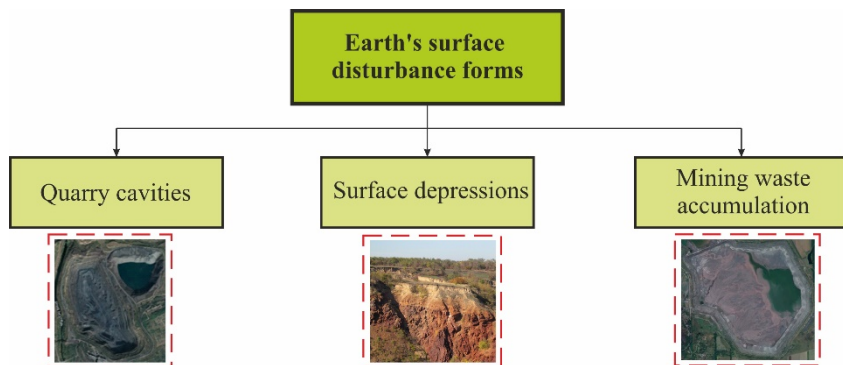 Earth's surface
disturbance forms
Quarry cavities
Surface depressions
Mining waste
accumulation